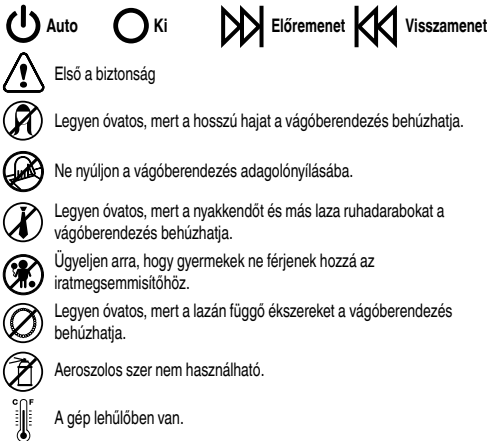 Auto Ki Előremenet Visszamenet
Első a biztonság
Legyen óvatos, mert a hosszú hajat a vágóberendezés behúzhatja.
Ne nyúljon a vágóberendezés adagolónyílásába.
Legyen óvatos, mert a nyakkendőt és más laza ruhadarabokat a
vágóberendezés behúzhatja.
Ügyeljen arra, hogy gyermekek ne férjenek hozzá az
iratmegsemmisítőhöz.
Legyen óvatos, mert a lazán függő ékszereket a vágóberendezés
behúzhatja.
Aeroszolos szer nem használható.
C F
A gép lehűlőben van.